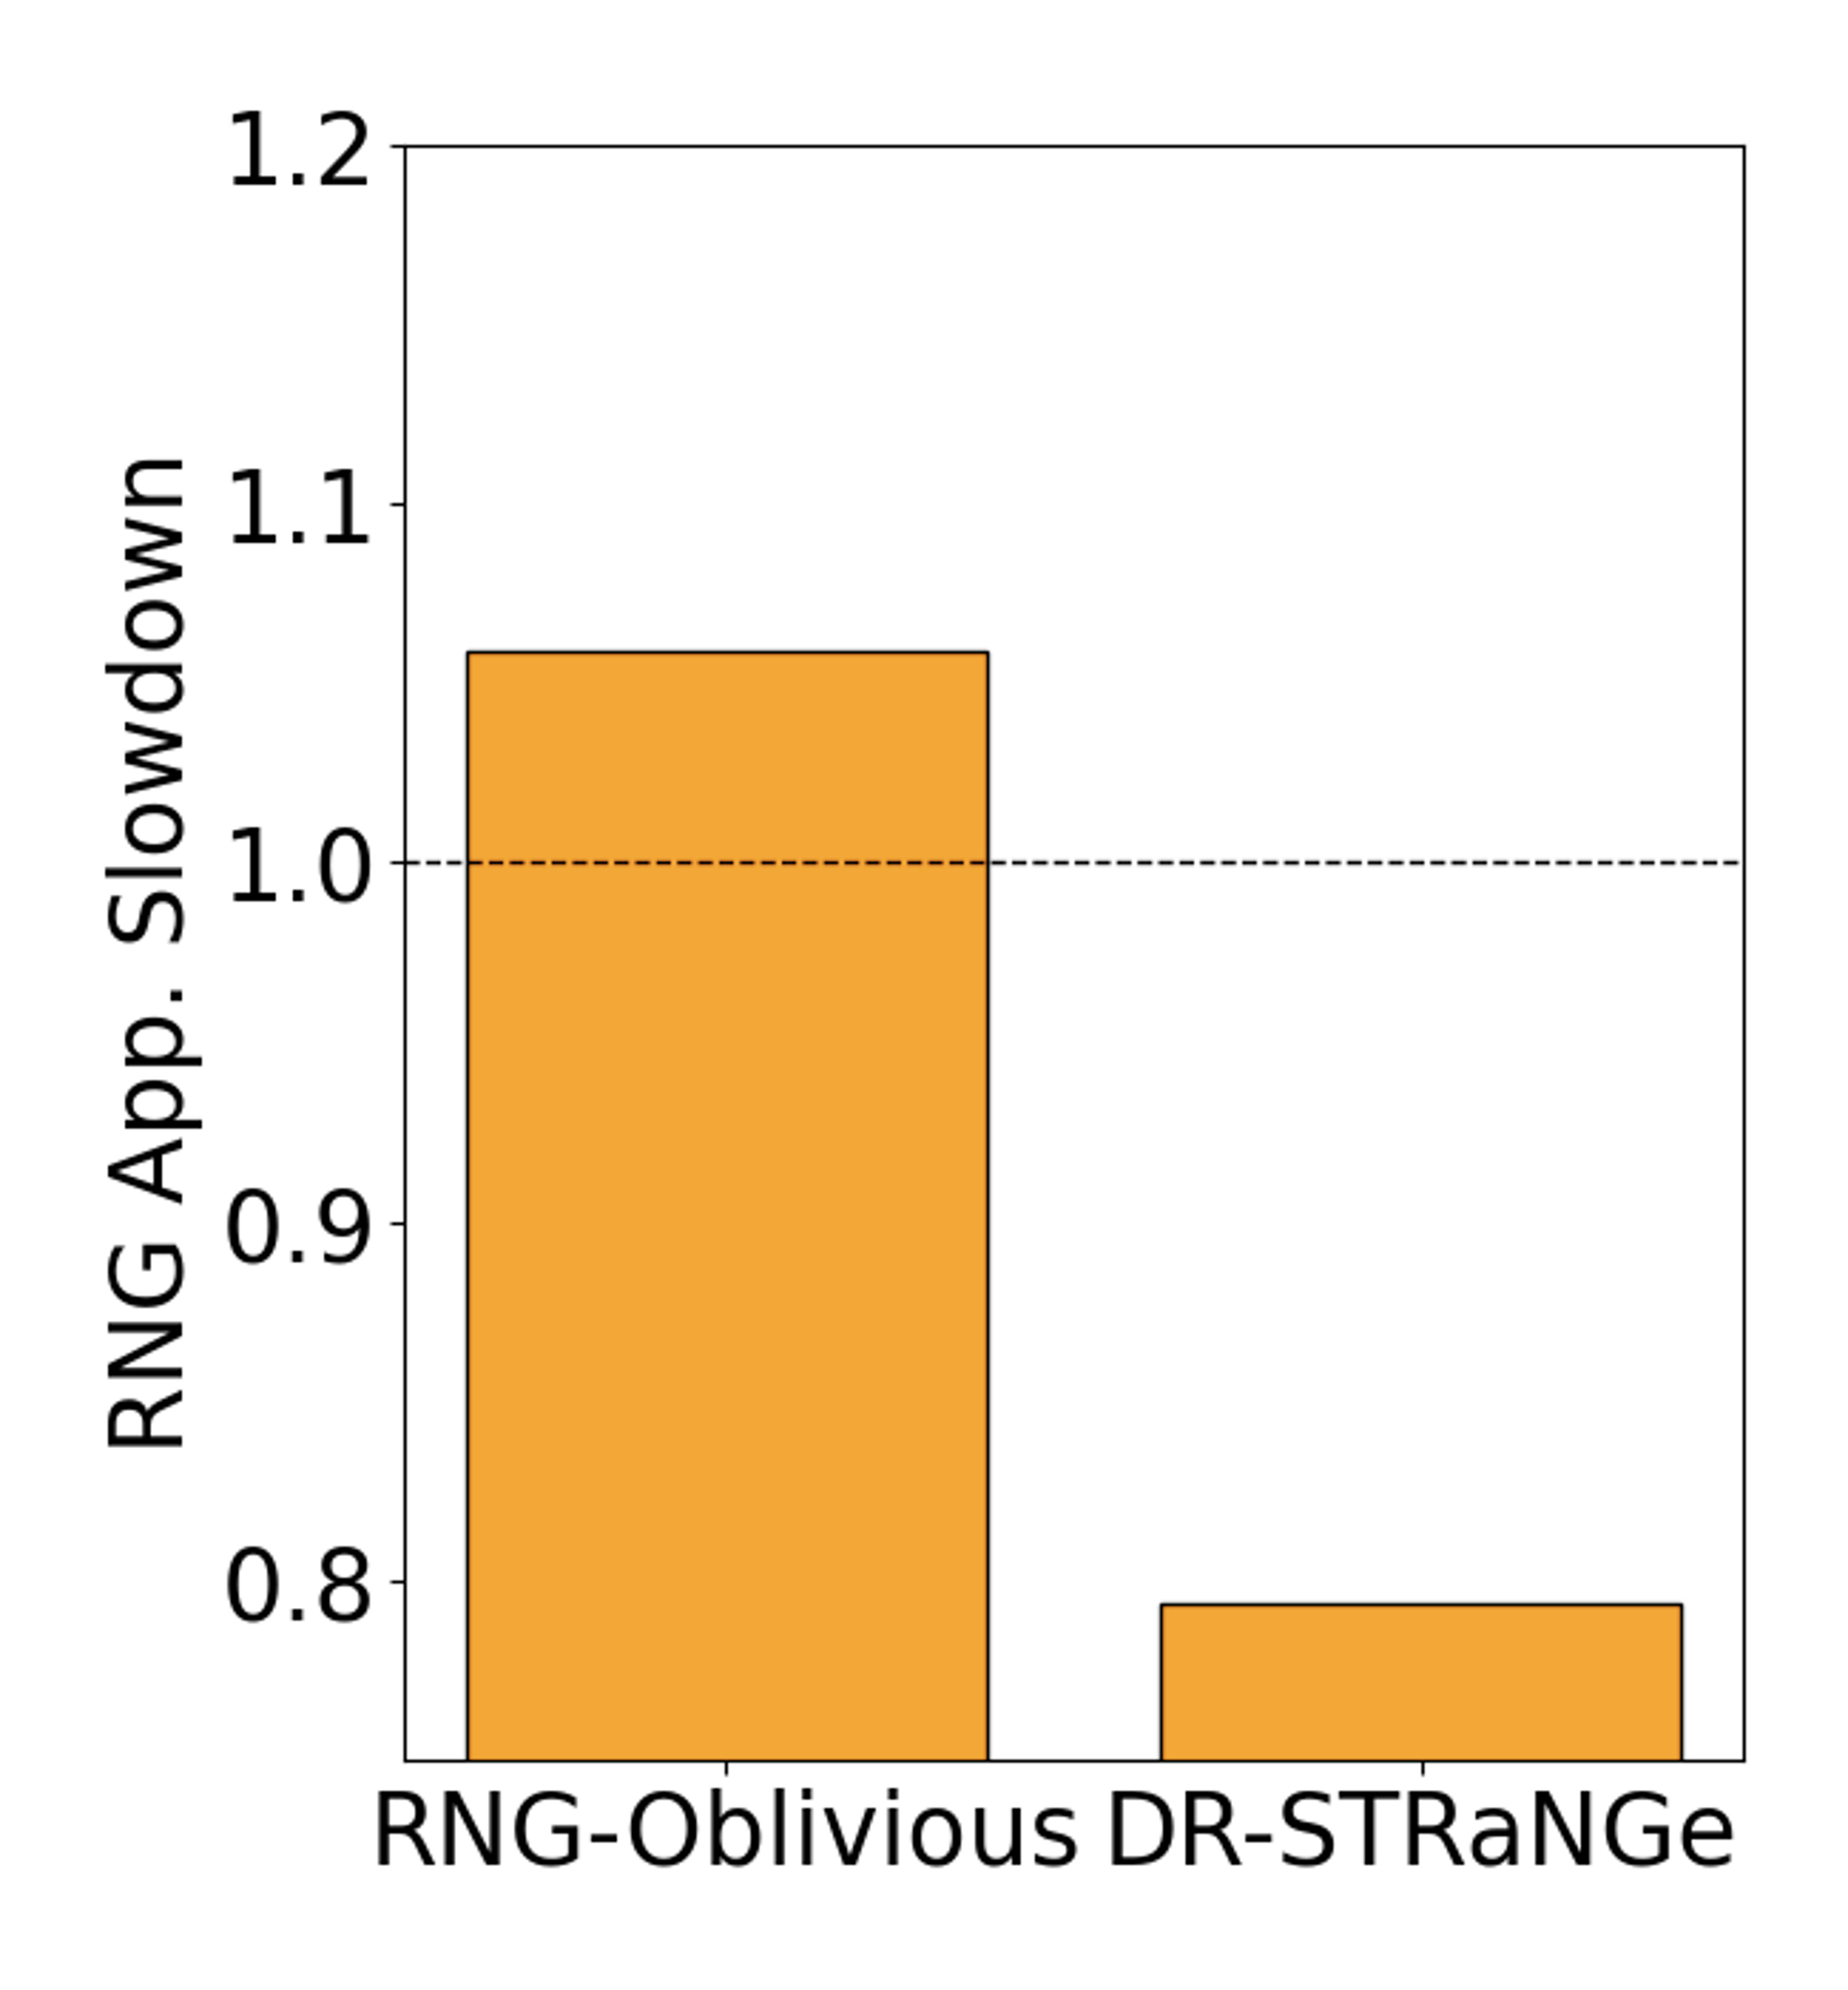 RNG App. Slowdown
1.2
1.1
1.0
0.9
0.8
RNG-Oblivious DR-STRaNGe